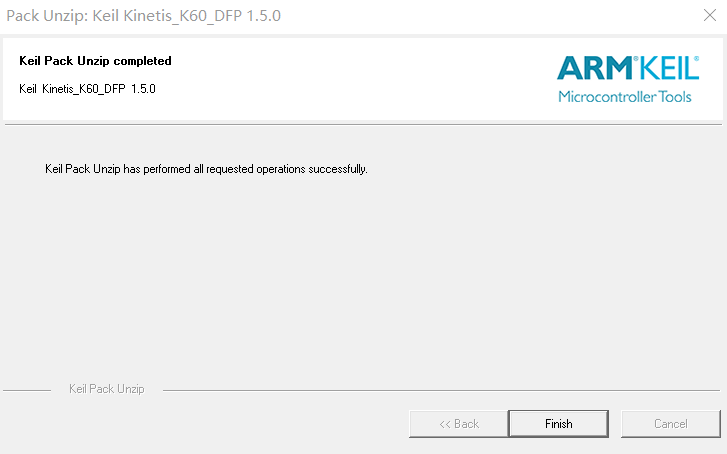 Pack Unzip: Keil Kinetis_K60_DFP 1.5.0
Keil Pack Unzip completed
Keil Kinetis_K60_DFP 1.5.0
ARM®KEIL®
Microcontroller Tools
Keil Pack Unzip has performed all requested operations successfully.
Keil Pack Unzip
<< Back Finish Cancel